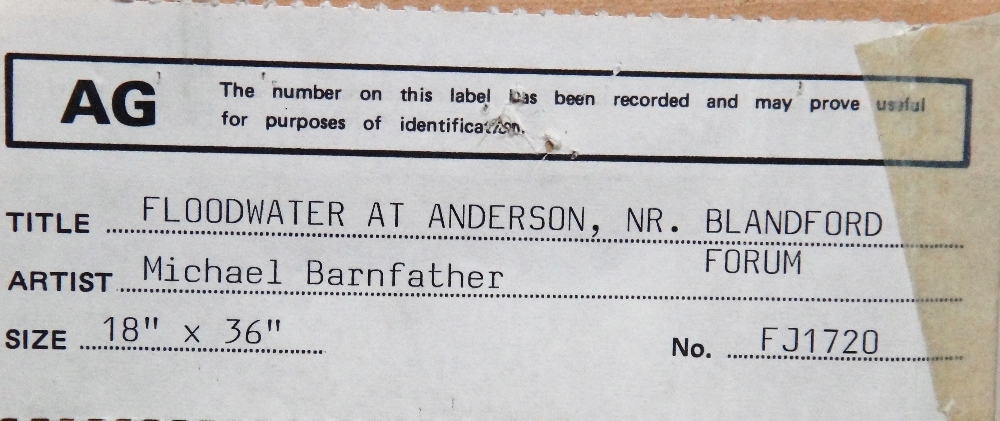 AG
The number on this label has been recorded and may prove useful
for purposes of identification.
TITLE FLOODWATER AT ANDERSON, NR. BLANDFORD
FORUM
ARTIST Michael Barnfather
SIZE 18" x 36"
No. FJ1720